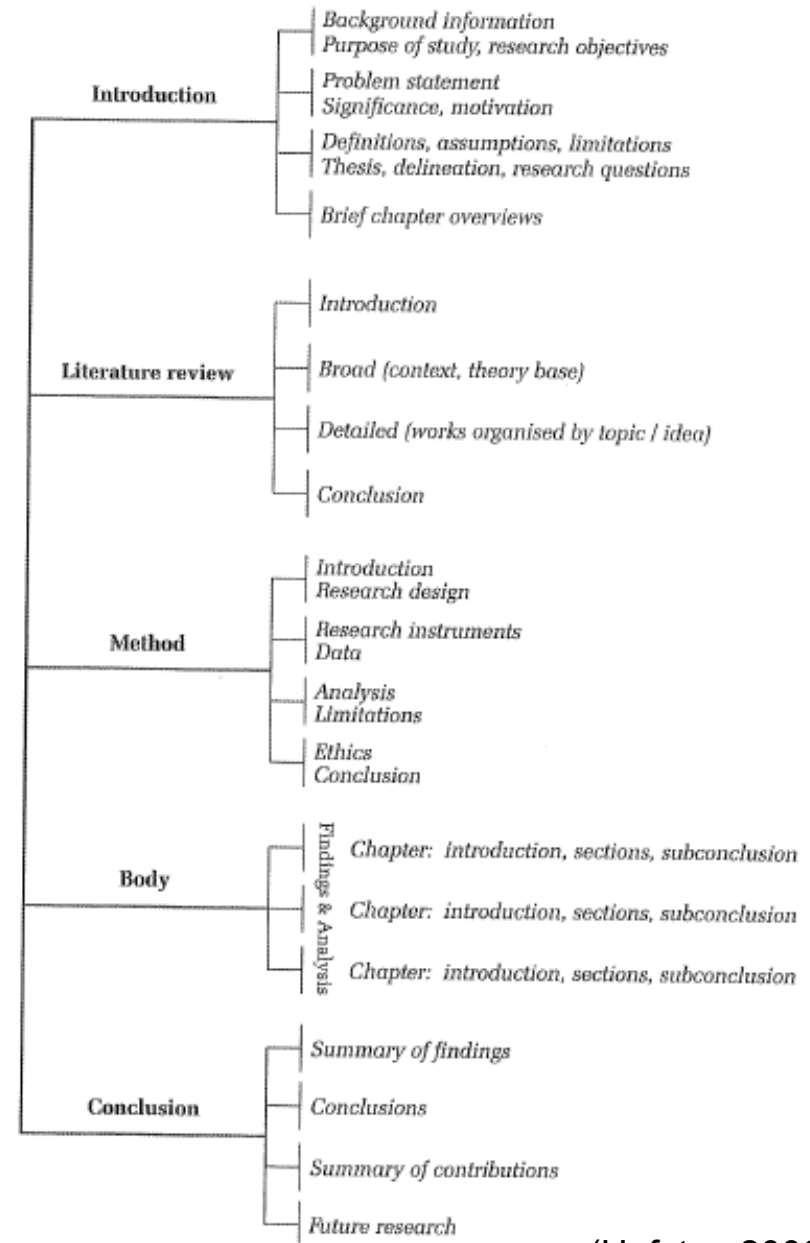 Introduction
Background information
Purpose of study, research objectives
Problem statement
Significance, motivation
Definitions, assumptions, limitations
Thesis, delineation, research questions
Brief chapter overviews
Literature review
Introduction
Broad (context, theory base)
Detailed (works organised by topic / idea)
Conclusion
Method
Introduction
Research design
Research instruments
Data
Analysis
Limitations
Ethics
Conclusion
Body
Findings & Analysis
Chapter: introduction, sections, subconclusion
Chapter: introduction, sections, subconclusion
Chapter: introduction, sections, subconclusion
Conclusion
Summary of findings
Conclusions
Summary of contributions
Future research